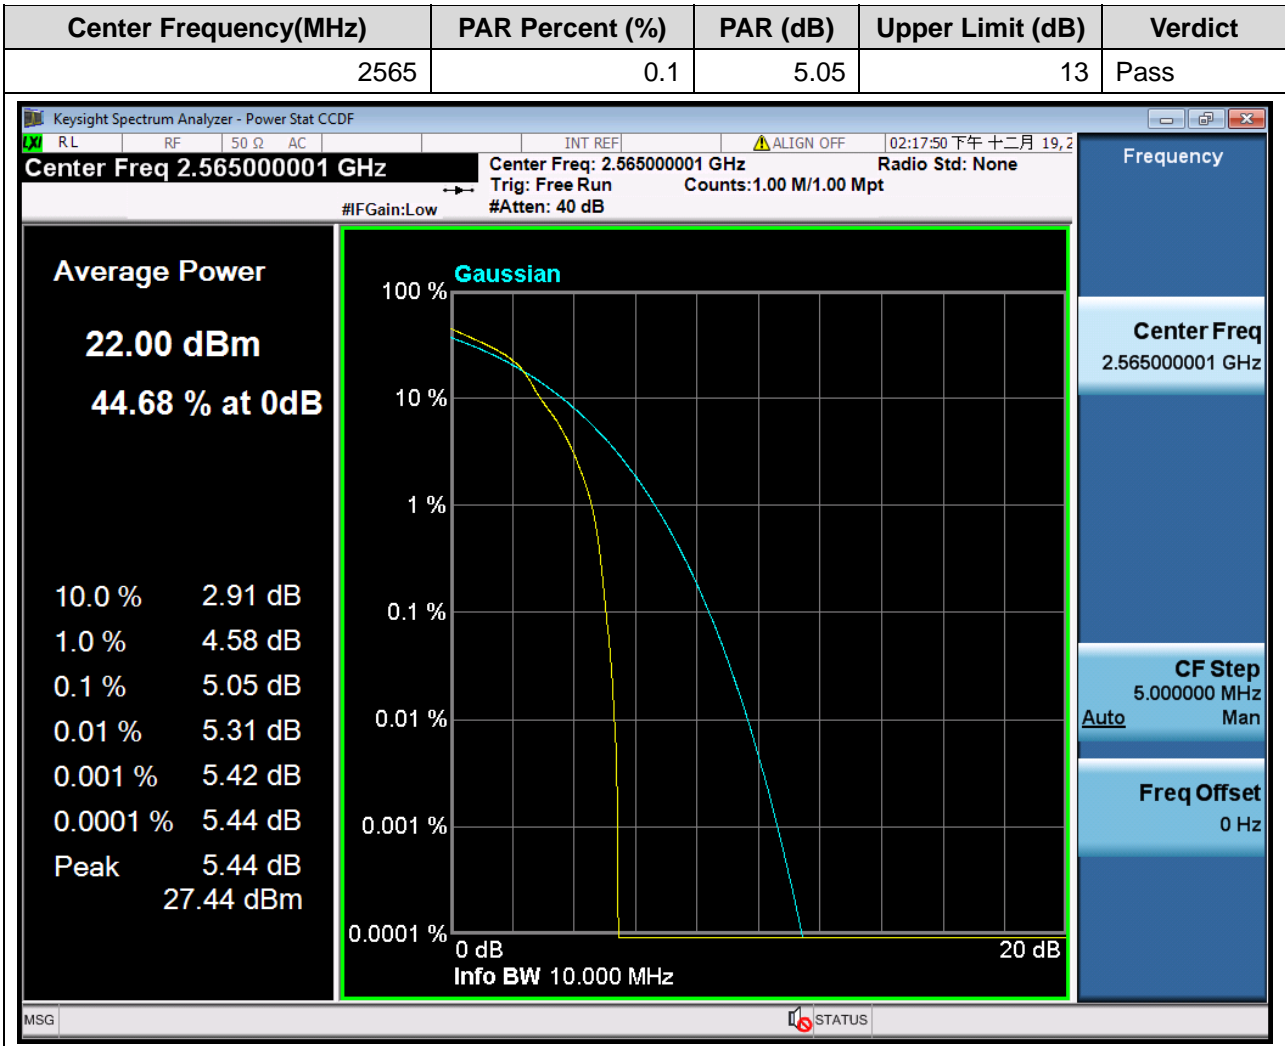 Center Frequency(MHz) PAR Percent (%) PAR (dB) Upper Limit (dB) Verdict
2565 0.1 5.05 13 Pass
Keysight Spectrum Analyzer - Power Stat CCDF
LXI RL RF 50 Ω AC INT REF ALIGN OFF 02:17:50 下午 十二月 19, 2
Center Freq 2.565000001 GHz
Center Freq: 2.565000001 GHz Radio Std: None
Trig: Free Run Counts:1.00 M/1.00 Mpt
#IFGain:Low #Atten: 40 dB
Average Power
22.00 dBm
44.68 % at 0dB
10.0 % 2.91 dB
1.0 % 4.58 dB
0.1 % 5.05 dB
0.01 % 5.31 dB
0.001 % 5.42 dB
0.0001 % 5.44 dB
Peak 5.44 dB
27.44 dBm
Gaussian
100 %
10 %
1 %
0.1 %
0.01 %
0.001 %
0.0001 %
0 dB 20 dB
Info BW 10.000 MHz
Frequency
Center Freq
2.565000001 GHz
CF Step
5.000000 MHz
Auto Man
Freq Offset
0 Hz
MSG STATUS